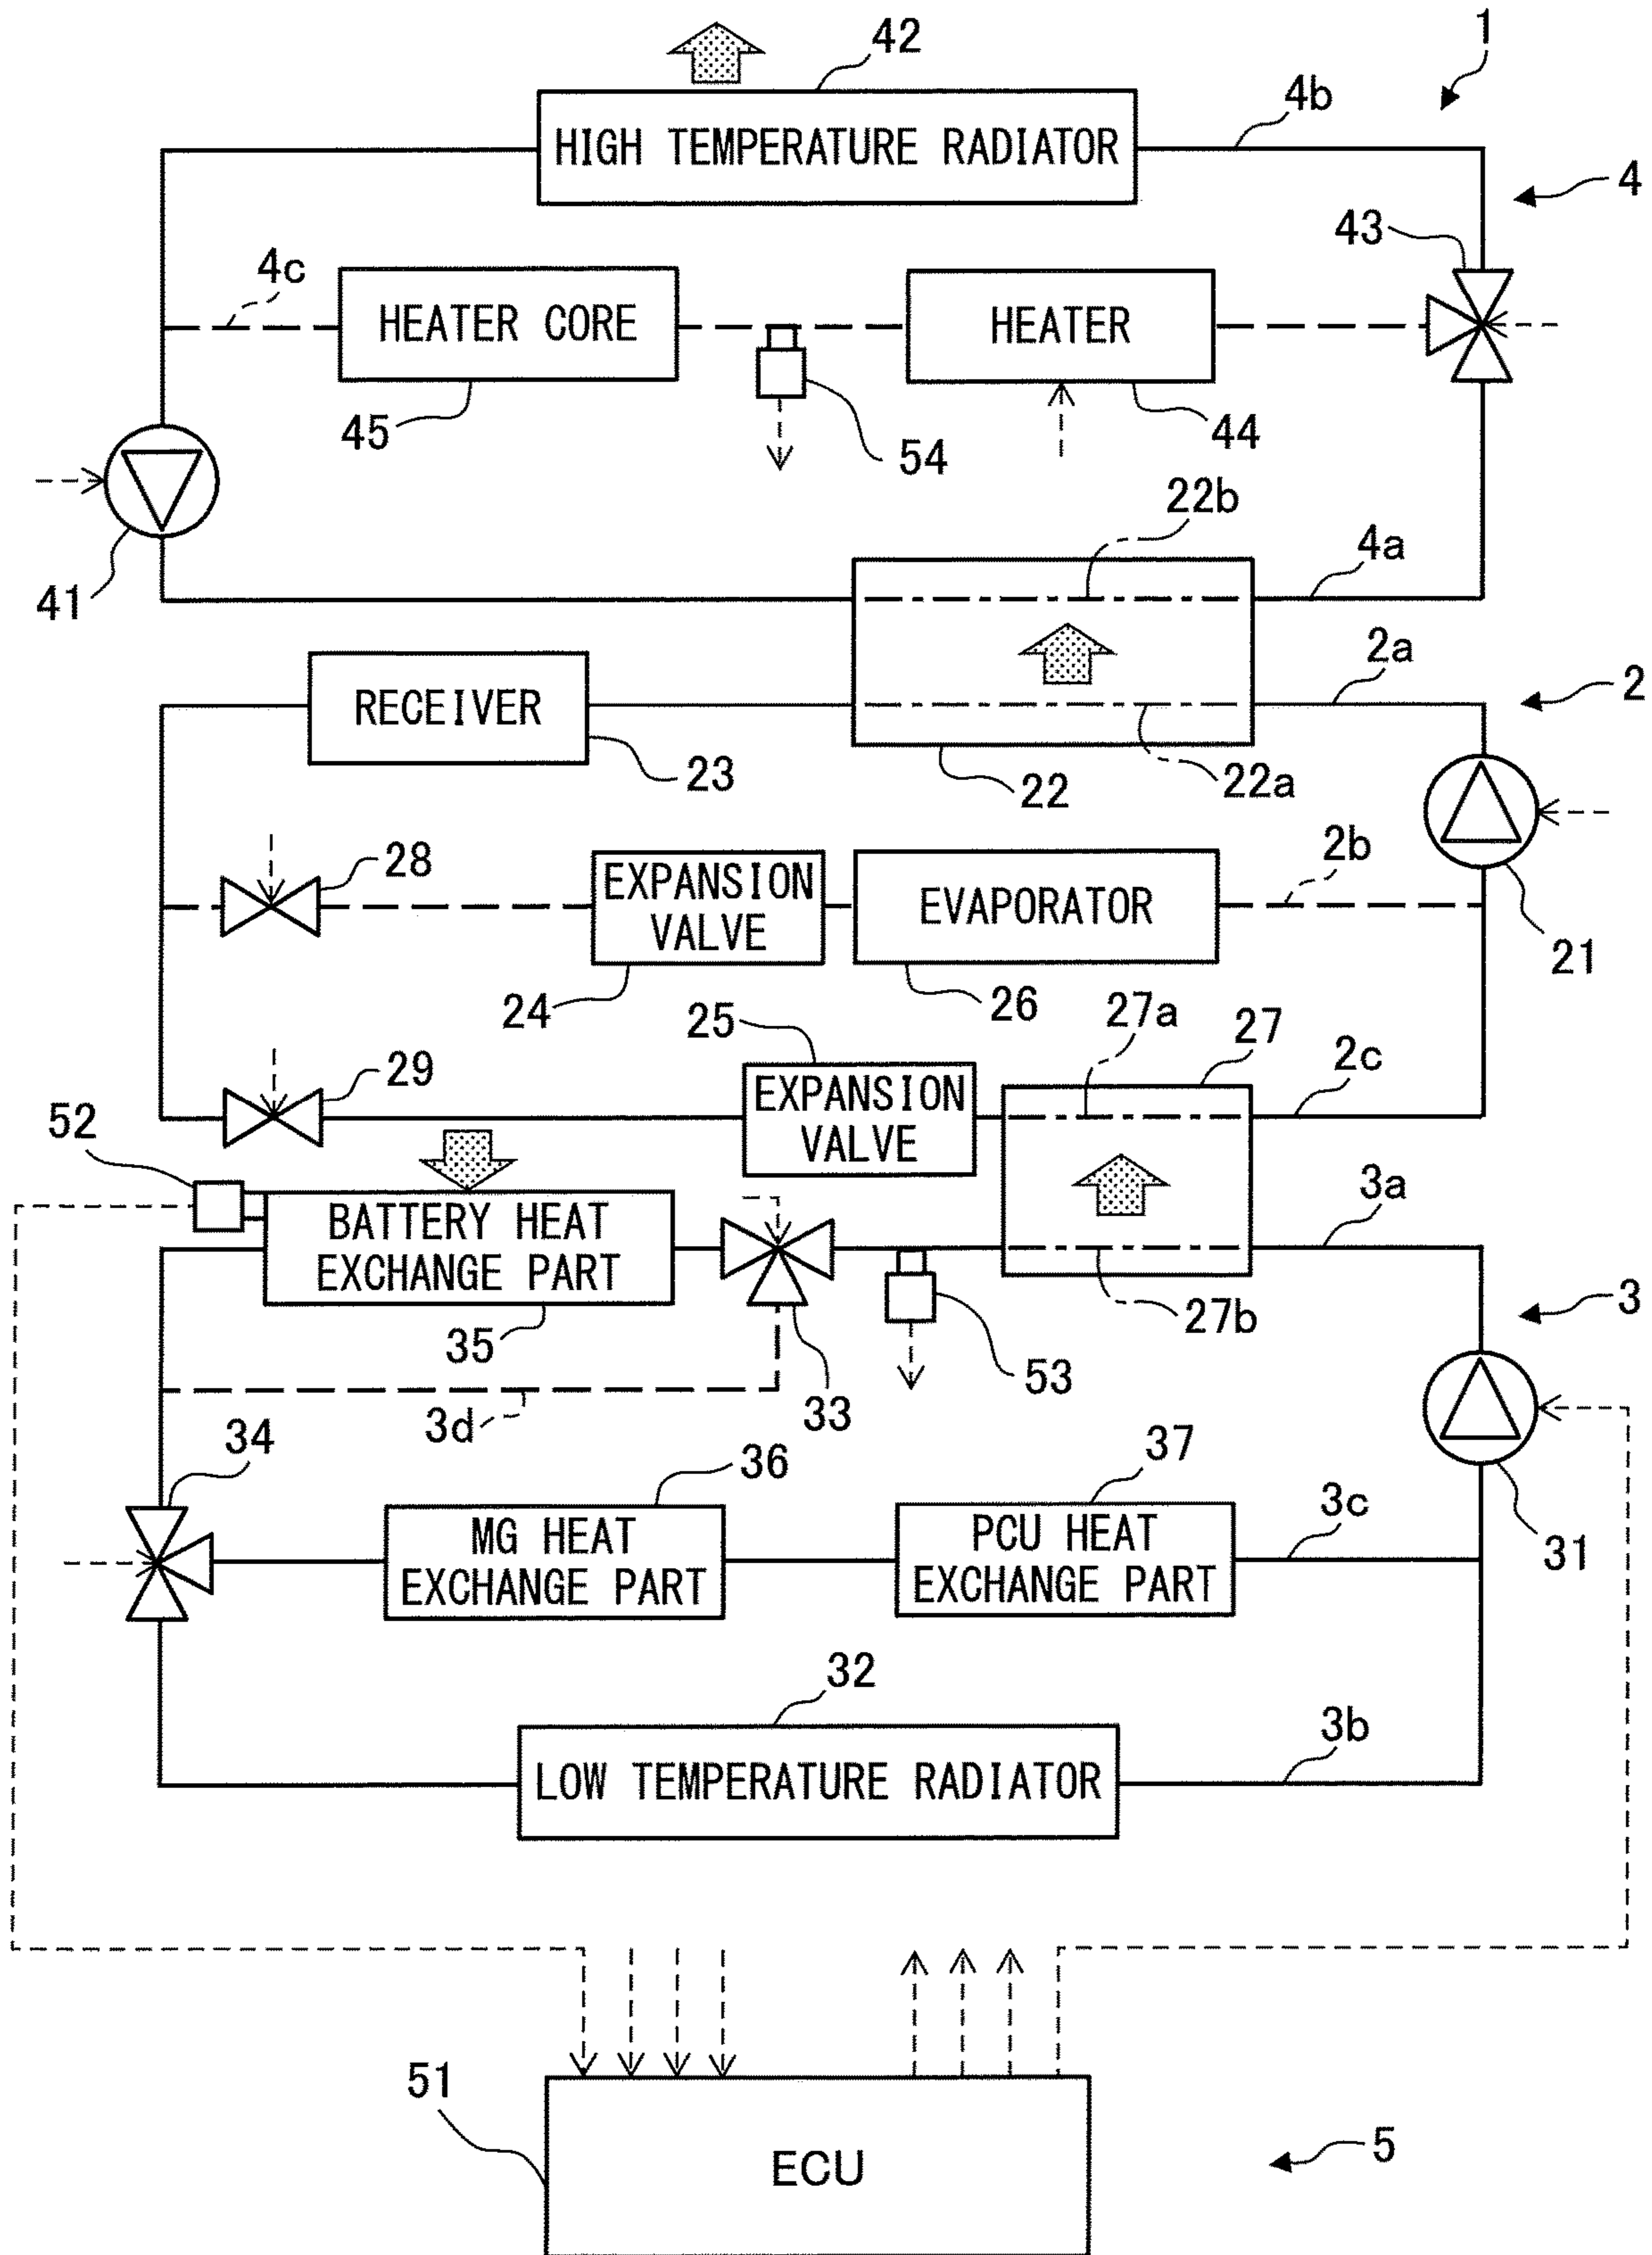 1
42
4b
HIGH TEMPERATURE RADIATOR
4
43
4c
HEATER CORE
HEATER
45
54
44
22b
4a
41
2a
2
RECEIVER
23
22
22a
28
EXPANSION
VALVE
EVAPORATOR
2b
21
24
26
25
27a
27
2c
29
EXPANSION
VALVE
52
BATTERY HEAT
EXCHANGE PART
3a
35
27b
3
53
33
3d
34
36
37
MG HEAT
EXCHANGE PART
PCU HEAT
EXCHANGE PART
3c
31
32
LOW TEMPERATURE RADIATOR
3b
51
ECU
5